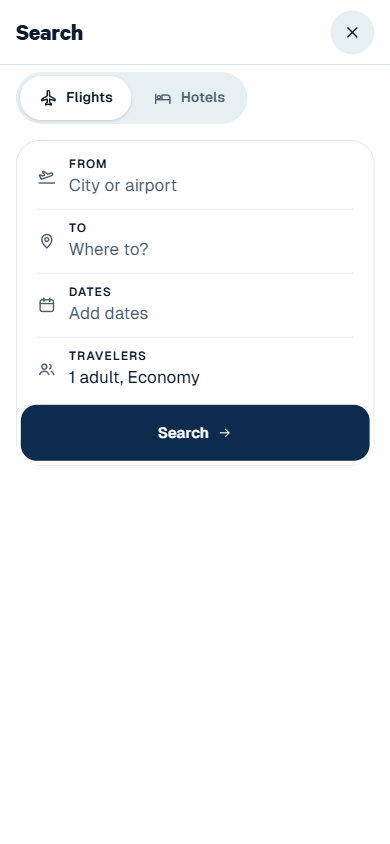 Search
Flights
Hotels
FROM
City or airport
TO
Where to?
DATES
Add dates
TRAVELERS
1 adult, Economy
Search